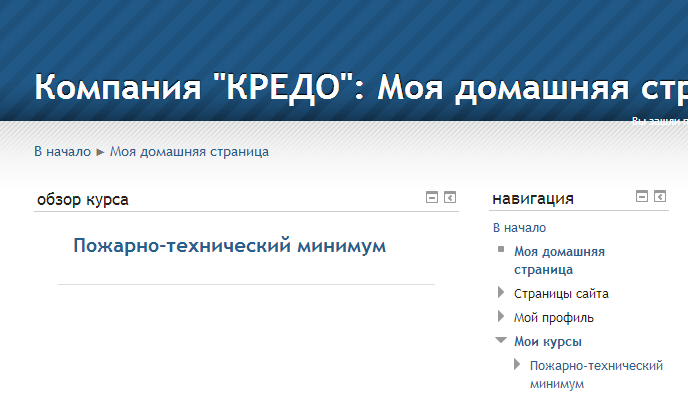 Компания "КРЕДО": Моя домашняя стр
Вы зашли п
В начало ► Моя домашняя страница
обзор курса
Пожарно-технический минимум
навигация
В начало
Моя домашняя
страница
Страницы сайта
Мой профиль
Мои курсы
Пожарно-технический
минимум